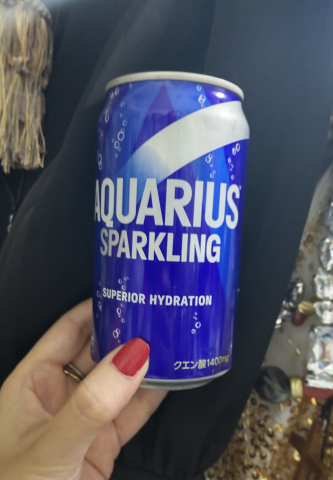 AQUARIUS
SPARKLING
SUPERIOR HYDRATION
クエン酸1400mg